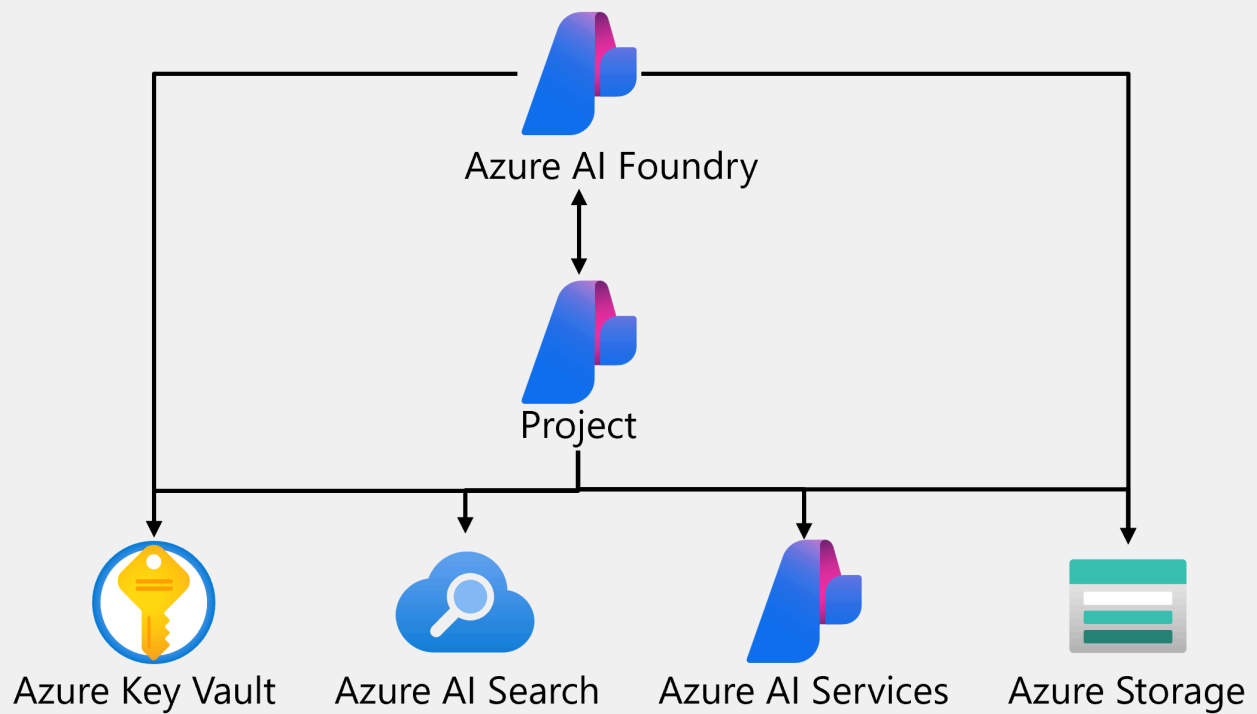 Azure AI Foundry
Project
Azure Key Vault
Azure AI Search
Azure AI Services
Azure Storage